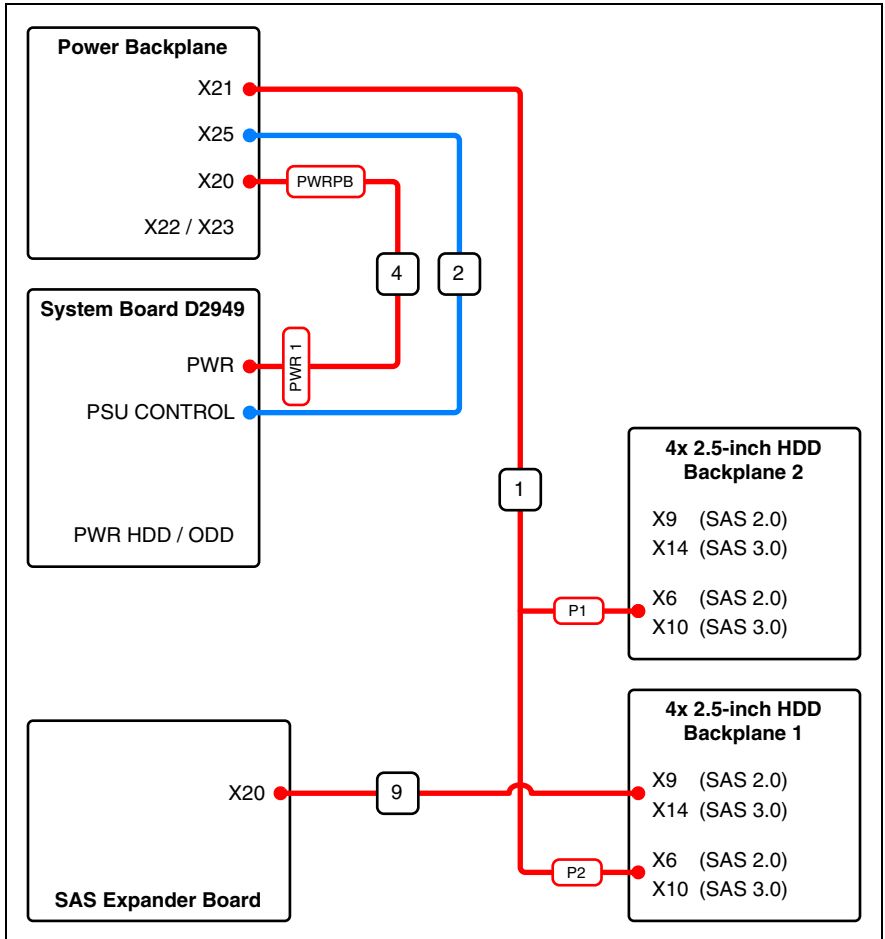 Power Backplane
X21
X25
X20
PWRPB
X22 / X23
4
2
System Board D2949
PWR
PWR 1
PSU CONTROL
PWR HDD / ODD
1
4x 2.5-inch HDD
Backplane 2
X9 (SAS 2.0)
X14 (SAS 3.0)
P1
X6 (SAS 2.0)
X10 (SAS 3.0)
4x 2.5-inch HDD
Backplane 1
X20
9
X9 (SAS 2.0)
X14 (SAS 3.0)
P2
X6 (SAS 2.0)
X10 (SAS 3.0)
SAS Expander Board